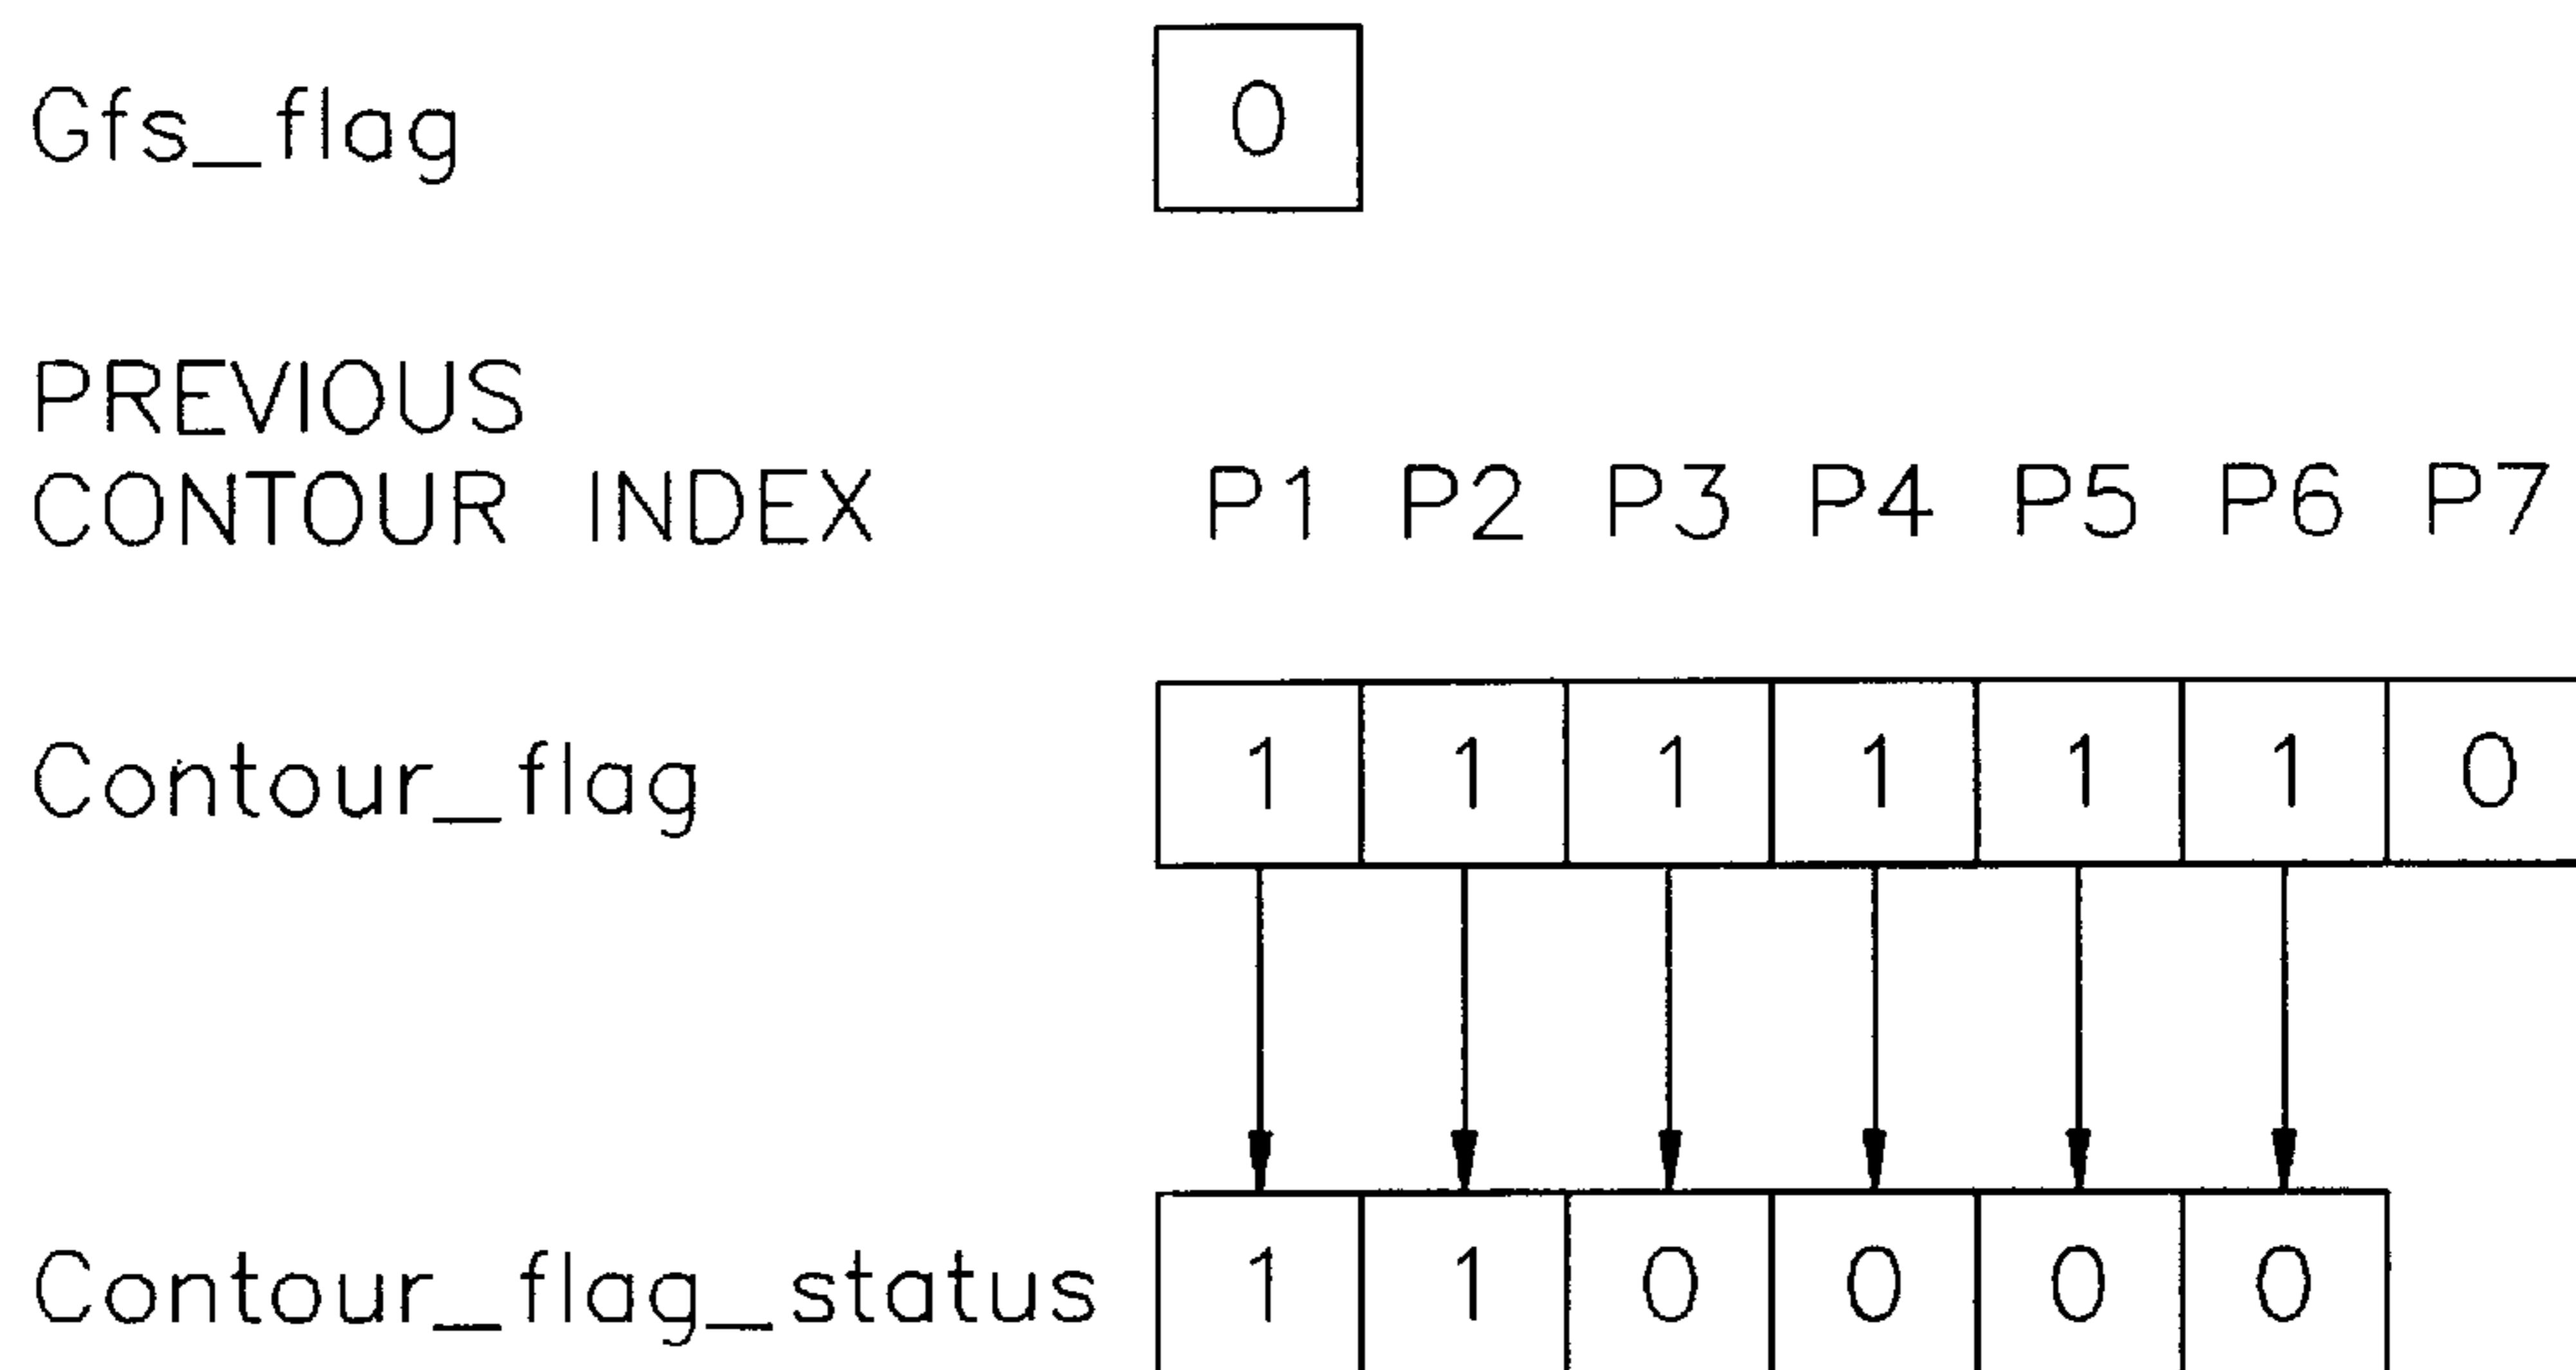 Gfs_flag 0
PREVIOUS
CONTOUR INDEX P1 P2 P3 P4 P5 P6 P7
Contour_flag 1 1 1 1 1 1 0
Contour_flag_status 1 1 0 0 0 0